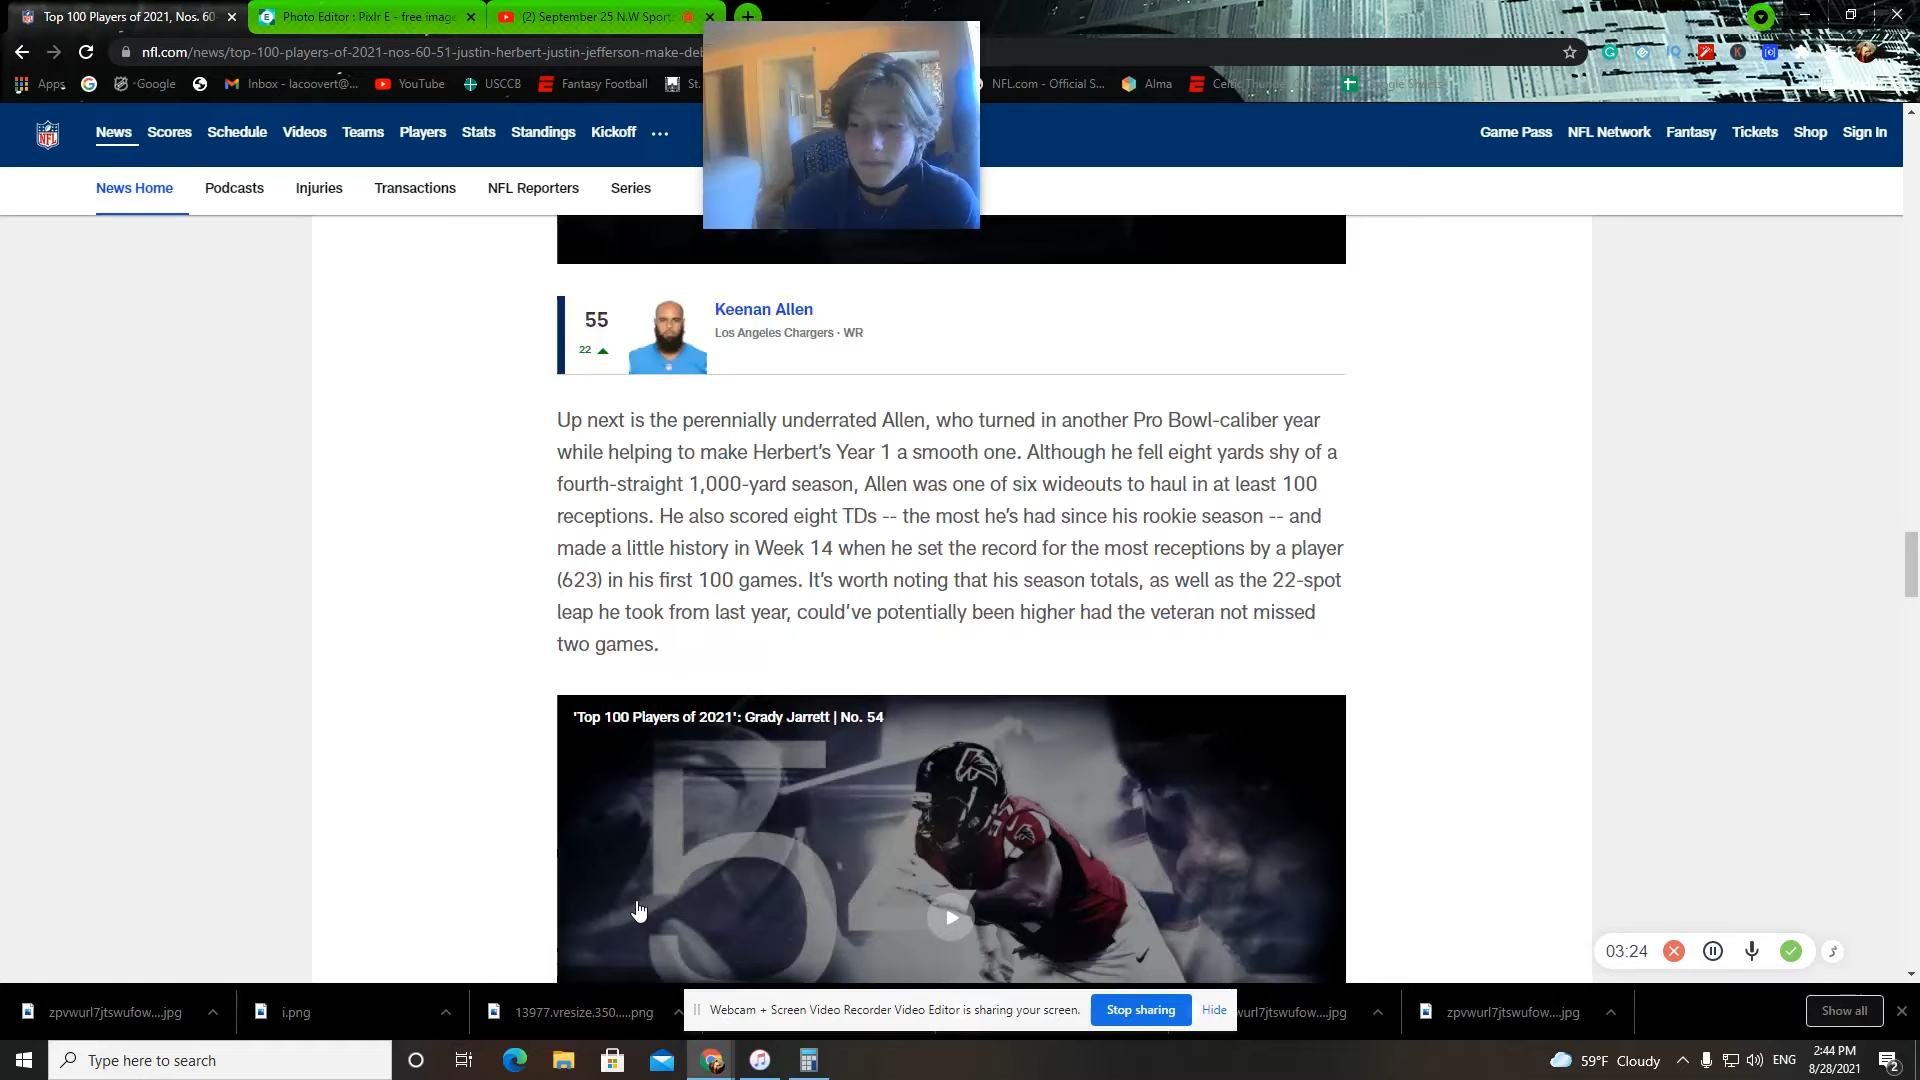 Top 100 Players of 2021, Nos. 60
Photo Editor : Pixlr E - free image
(2) September 25 N.W Sport
nfl.com/news/top-100-players-of-2021-nos-60-51-justin-herbert-justin-jefferson-make-deb
Apps
-Google
Inbox - lacoovert@...
YouTube
USCCB
Fantasy Football
St.
NFL.com - Official S...
Alma
News
Scores
Schedule
Videos
Teams
Players
Stats
Standings
Kickoff
...
Game Pass
NFL Network
Fantasy
Tickets
Shop
Sign In
News Home
Podcasts
Injuries
Transactions
NFL Reporters
Series
55
22
Keenan Allen
Los Angeles Chargers · WR
Up next is the perennially underrated Allen, who turned in another Pro Bowl-caliber year
while helping to make Herbert's Year 1 a smooth one. Although he fell eight yards shy of a
fourth-straight 1,000-yard season, Allen was one of six wideouts to haul in at least 100
receptions. He also scored eight TDs -- the most he's had since his rookie season -- and
made a little history in Week 14 when he set the record for the most receptions by a player
(623) in his first 100 games. It's worth noting that his season totals, as well as the 22-spot
leap he took from last year, could've potentially been higher had the veteran not missed
two games.
'Top 100 Players of 2021': Grady Jarrett | No. 54
54
03:24
zpvwurl7jtswufow....jpg
i.png
13977.vresize.350.....png
Webcam + Screen Video Recorder Video Editor is sharing your screen.
Stop sharing
Hide
wurl7jtswufow....jpg
zpvwurl7jtswufow....jpg
Show all
Type here to search
59°F Cloudy
ENG
2:44 PM
8/28/2021
2